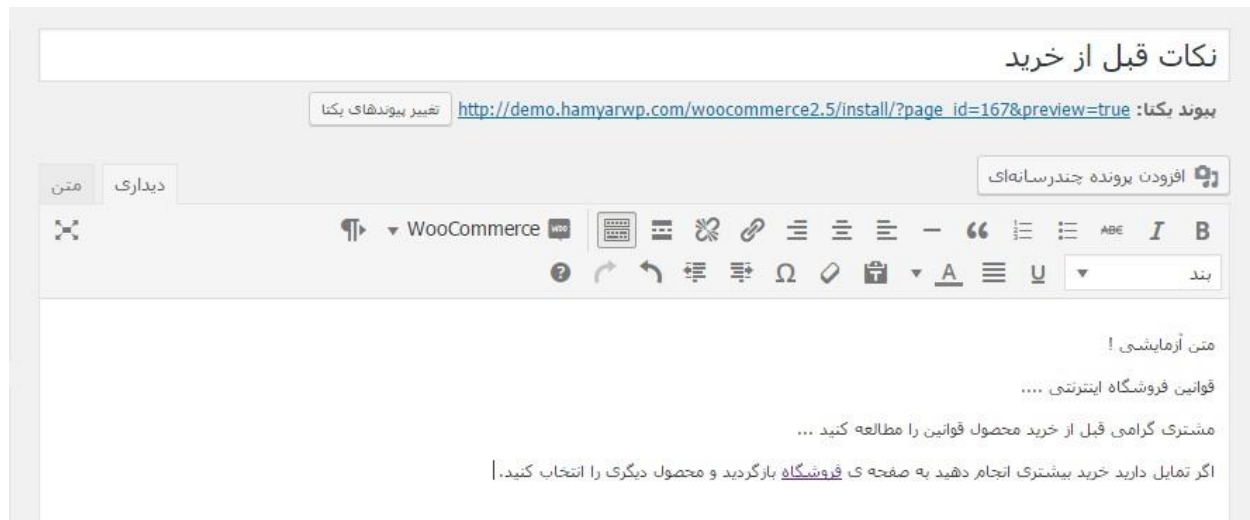 نکات قبل از خرید
پیوند یکتا: http://demo.hamyarwp.com/woocommerce2.5/install/?page_id=167&preview=true تغییر پیوندهای یکتا
افزودن پرونده چندرسانه‌ای
دیداری متن
B I ABE WooCommerce
بند U A Ω
متن آزمایشی !
قوانین فروشگاه اینترنتی ....
مشتری گرامی قبل از خرید محصول قوانین را مطالعه کنید ...
اگر تمایل دارید خرید بیشتری انجام دهید به صفحه ی فروشگاه بازگردید و محصول دیگری را انتخاب کنید.